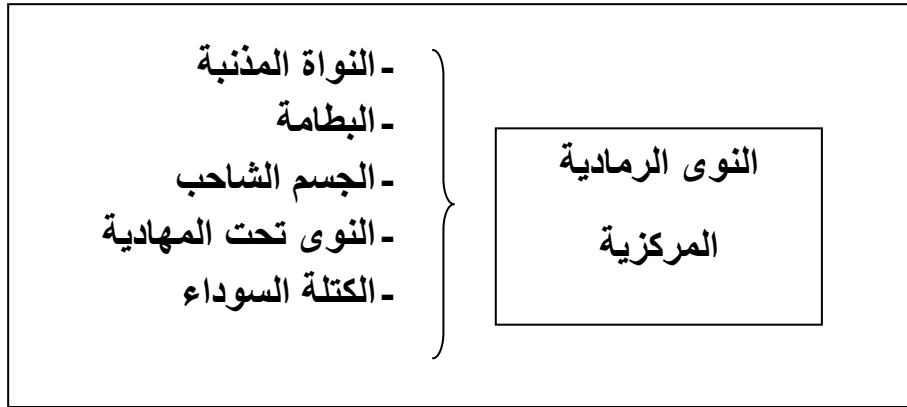 النوى الرمادية
المركزية
- النواة المذنبة
- البطامة
- الجسم الشاحب
- النوى تحت المهادية
- الكتلة السوداء